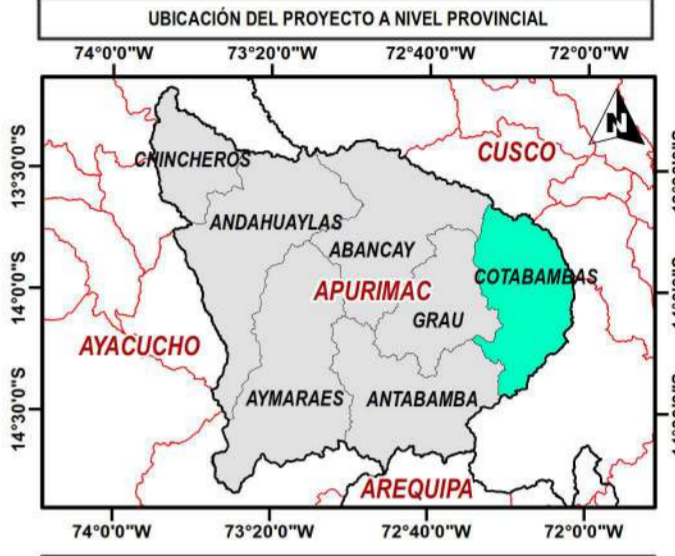 UBICACIÓN DEL PROYECTO A NIVEL PROVINCIAL
74°0'0"W 73°20'0"W 72°40'0"W 72°0'0"W
N
CUSCO
CHINCHEROS
13°30'0"S
ANDAHUAYLAS
ABANCAY
COTABAMBAS
14°0'0"S
APURIMAC
GRAU
AYACUCHO
AYMARAES ANTABAMBA
14°30'0"S
AREQUIPA
74°0'0"W 73°20'0"W 72°40'0"W 72°0'0"W